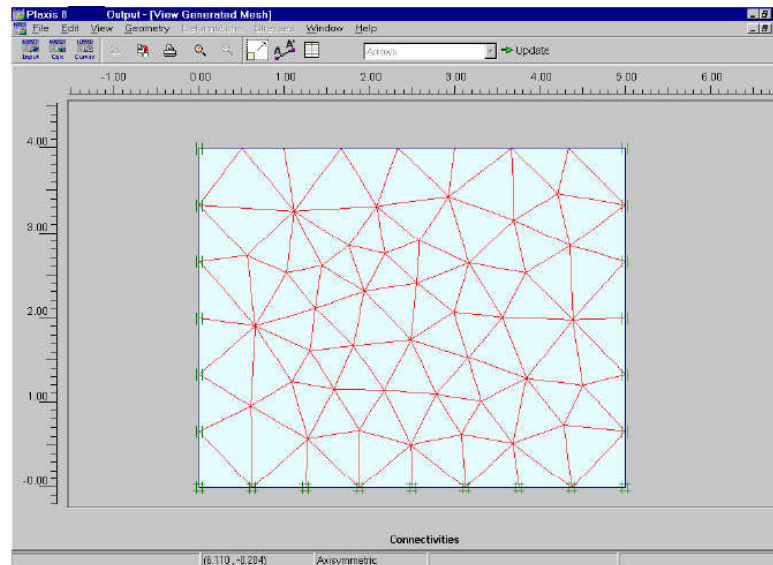 Plaxis 8 Output - [View Generated Mesh]
File Edit View Geometry Deformations Stresses Window Help
Input Calc Curves Arrows Update
-1.00 0.00 1.00 2.00 3.00 4.00 5.00 6.00
4.00
3.00
2.00
1.00
-0.00
Connectivities
(6.110 , -0.204) Axisymmetric